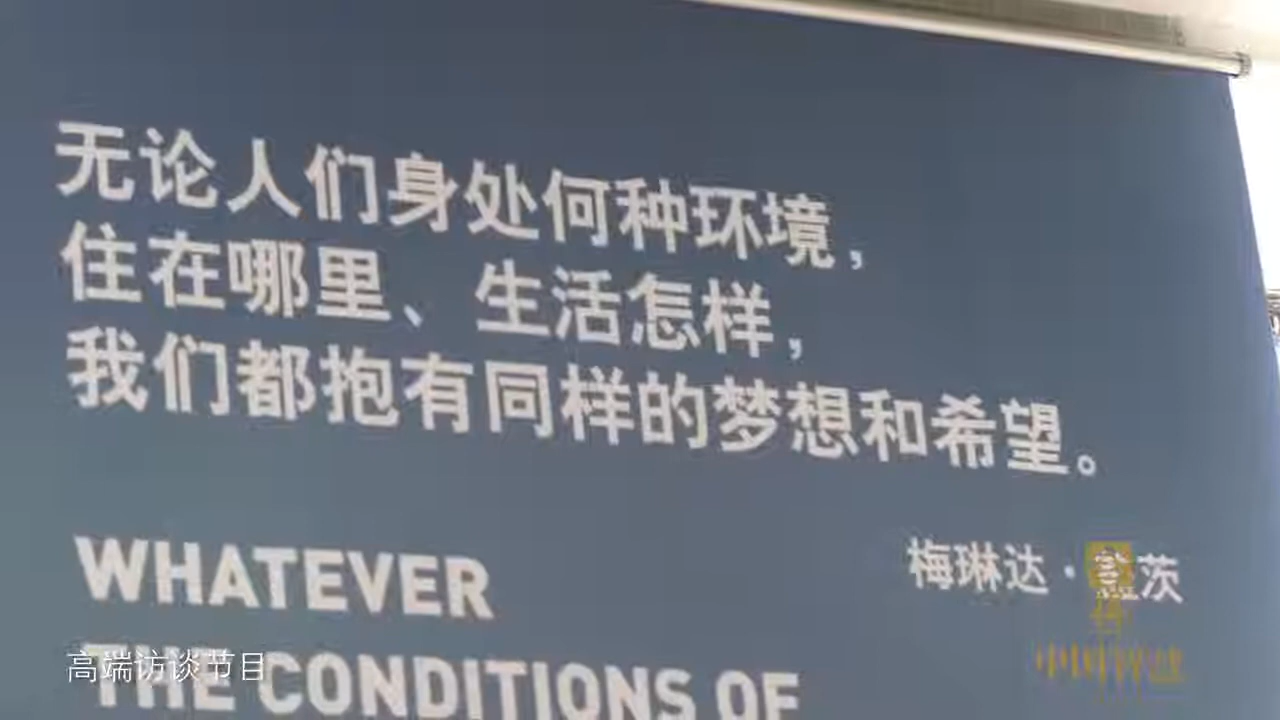 无论人们身处何种环境，
住在哪里、生活怎样，
我们都抱有同样的梦想和希望。
梅琳达·盖茨
WHATEVER
THE CONDITIONS OF
高端访谈节目